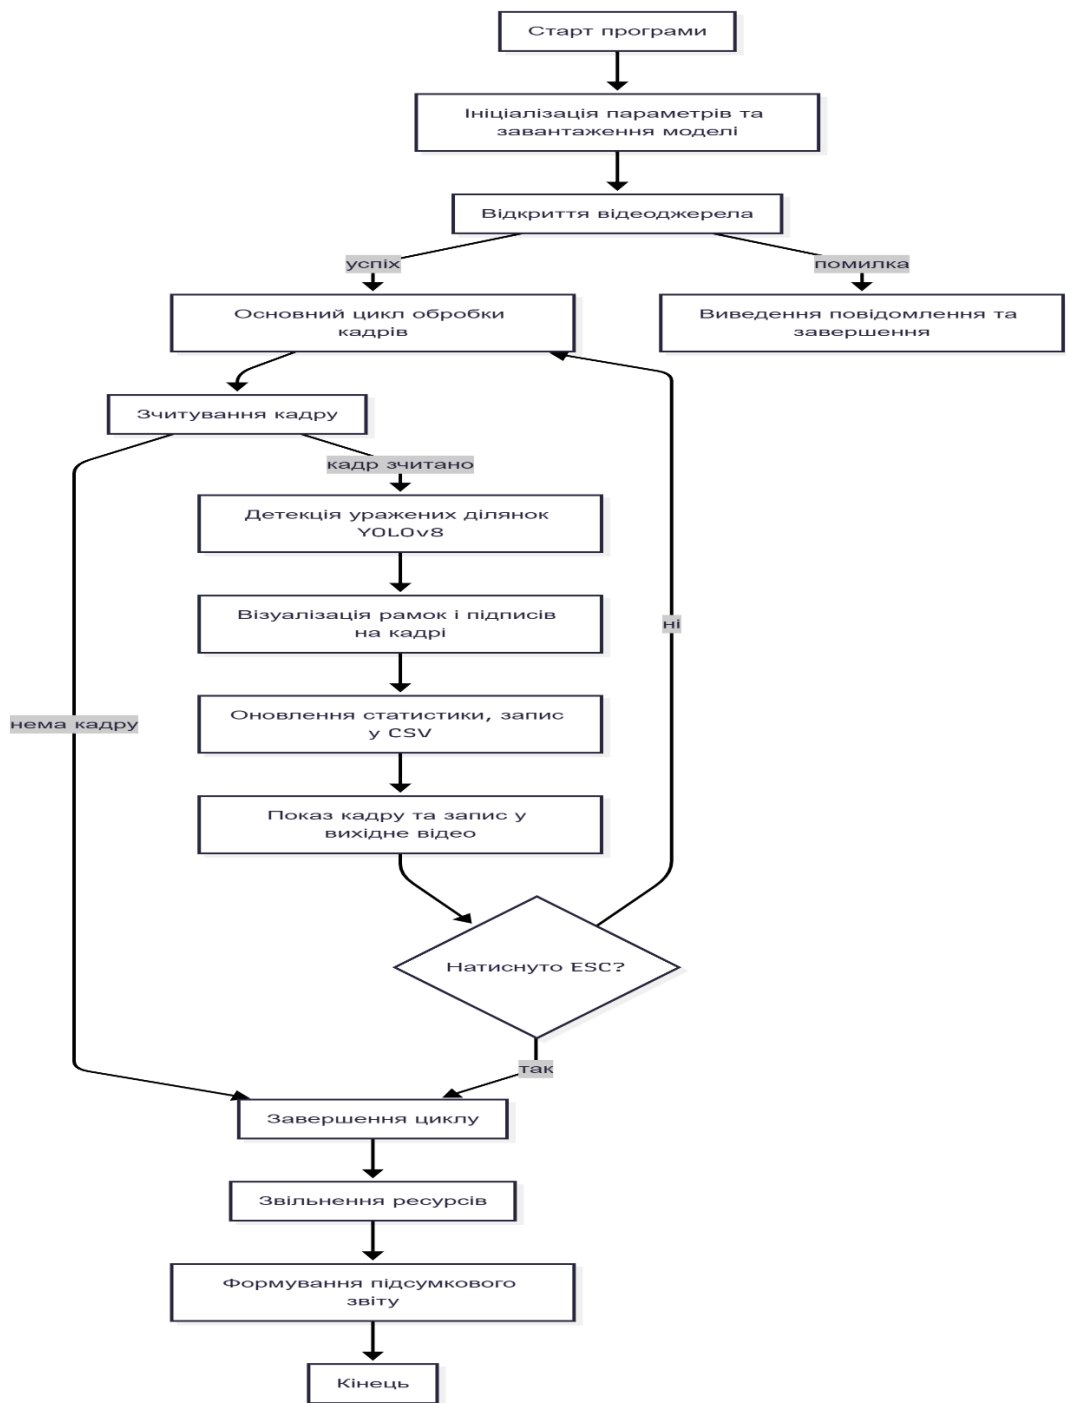 Старт програми
Ініціалізація параметрів та
завантаження моделі
Відкриття відеоджерела
успіх
помилка
Основний цикл обробки
кадрів
Виведення повідомлення та
завершення
Зчитування кадру
кадр зчитано
Детекція уражених ділянок
YOLOv8
Візуалізація рамок і підписів
на кадрі
ні
Оновлення статистики, запис
у CSV
нема кадру
Показ кадру та запис у
вихідне відео
Натиснуто ESC?
так
Завершення циклу
Звільнення ресурсів
Формування підсумкового
звіту
Кінець